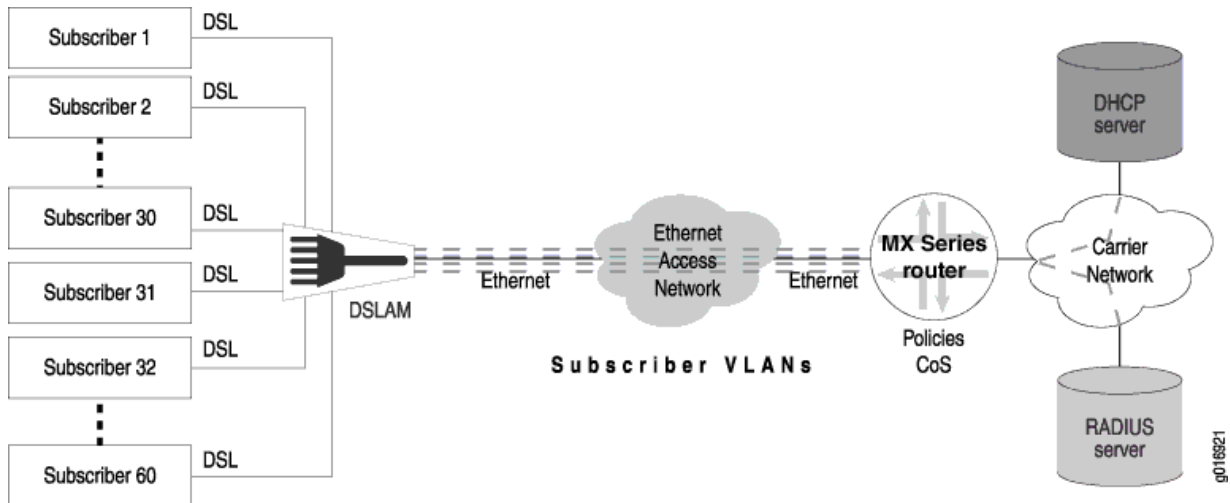 Subscriber 1
DSL
Subscriber 2
DSL
Subscriber 30
DSL
Subscriber 31
DSL
Subscriber 32
DSL
Subscriber 60
DSL
DSLAM
Ethernet
Ethernet
Access
Network
Ethernet
Subscriber VLANs
MX Series
router
Policies
CoS
DHCP
server
Carrier
Network
RADIUS
server
g016921